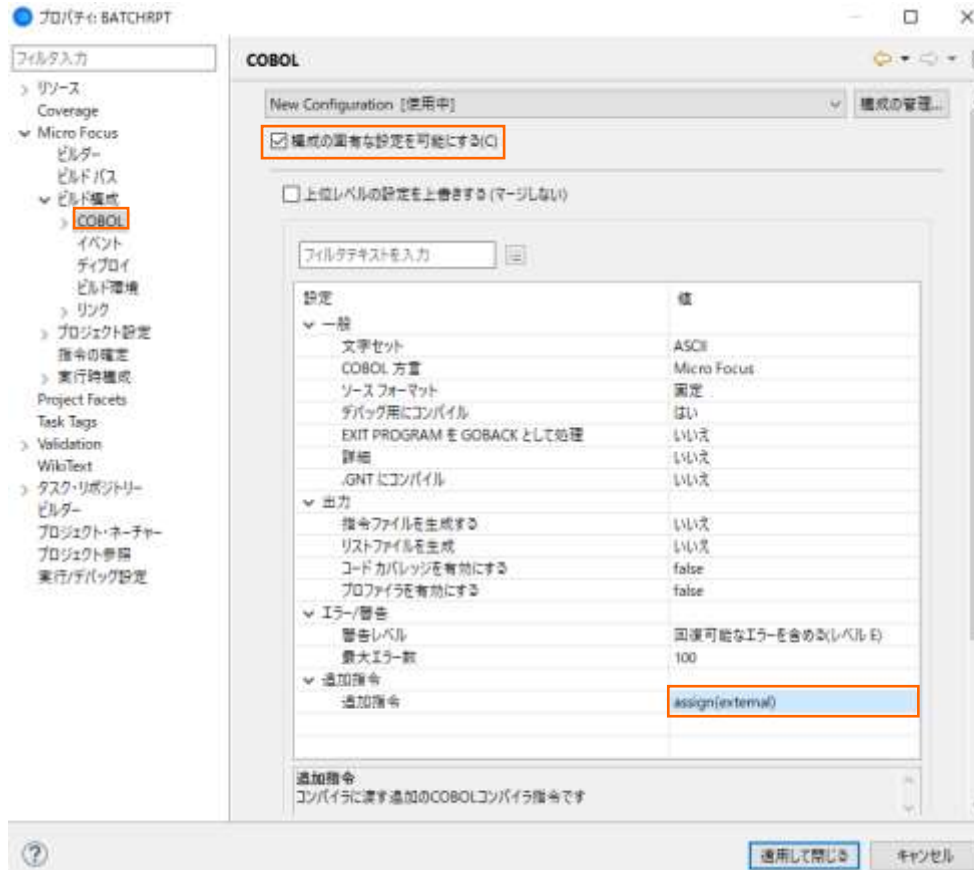 プロパティ: BATCHRPT
フィルタ入力
リソース
Coverage
Micro Focus
ビルダー
ビルド パス
ビルド構成
COBOL
イベント
ディプロイ
ビルド環境
リンク
プロジェクト設定
指令の確定
実行時構成
Project Facets
Task Tags
Validation
WikiText
タスク・リポジトリー
ビルダー
プロジェクト・ネーチャー
プロジェクト参照
実行/デバッグ設定
COBOL
New Configuration [使用中]
構成の管理...
構成の固有な設定を可能にする(C)
上位レベルの設定を上書きする (マージしない)
フィルタテキストを入力
設定 値
一般
文字セット ASCII
COBOL 方言 Micro Focus
ソース フォーマット 固定
デバッグ用にコンパイル はい
EXIT PROGRAM を GOBACK として処理 いいえ
詳細 いいえ
.GNT にコンパイル いいえ
出力
指令ファイルを生成する いいえ
リストファイルを生成 いいえ
コード カバレッジを有効にする false
プロファイラを有効にする false
エラー/警告
警告レベル 回復可能なエラーを含める(レベル E)
最大エラー数 100
追加指令
追加指令 assign(external)
追加指令
コンパイラに渡す追加のCOBOLコンパイラ指令です
適用して閉じる
キャンセル